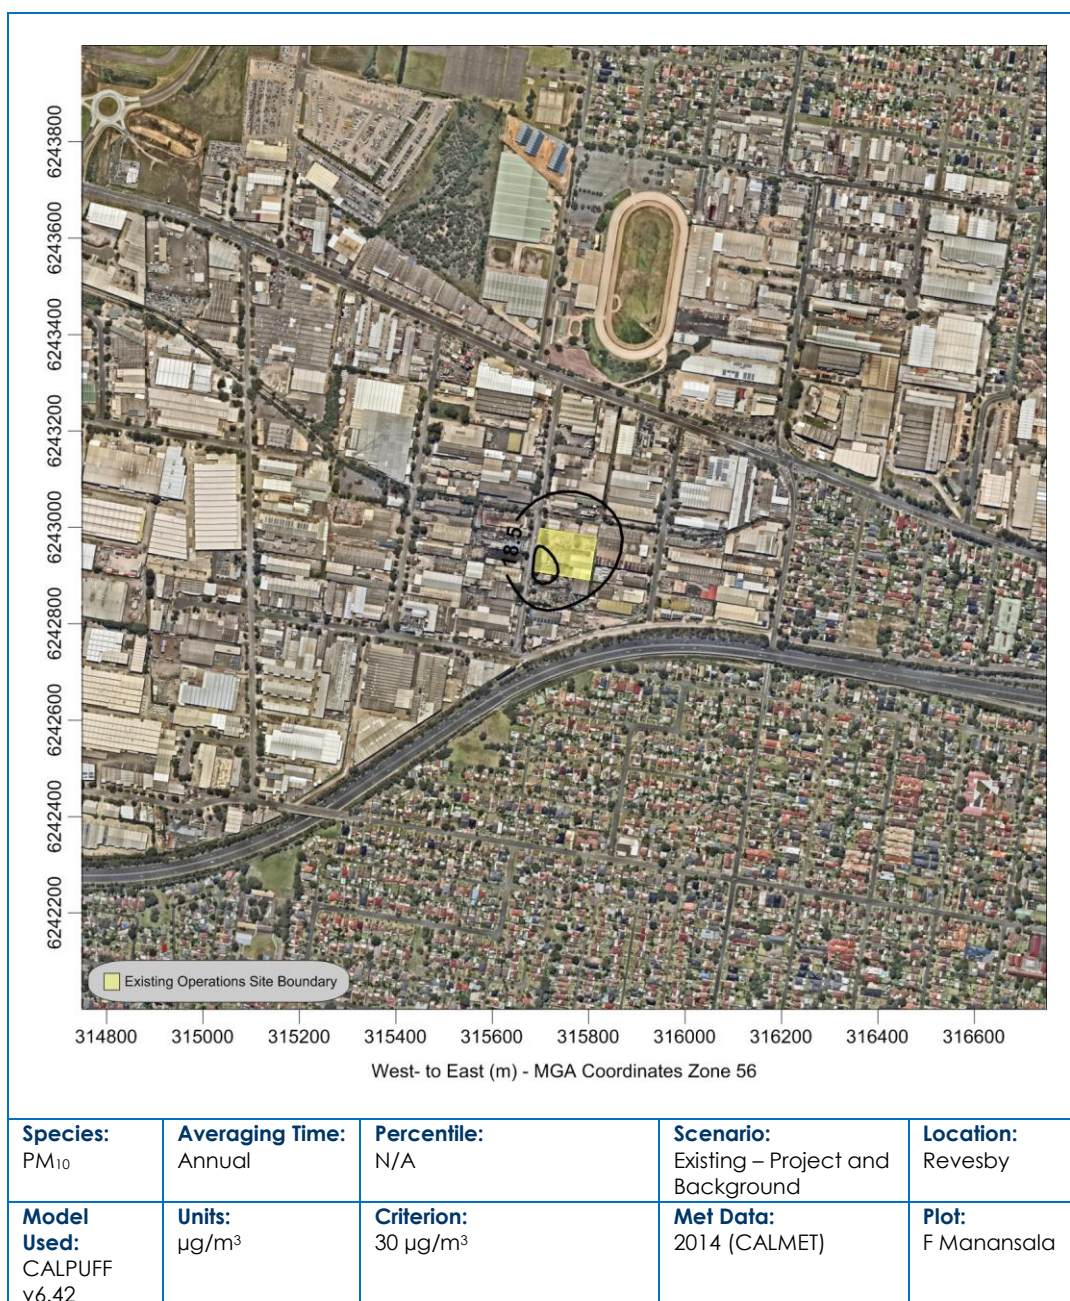 6243800
6243600
6243400
6243200
6243000
6242800
6242600
6242400
6242200
18.5
Existing Operations Site Boundary
314800 315000 315200 315400 315600 315800 316000 316200 316400 316600
West- to East (m) - MGA Coordinates Zone 56
Species: Averaging Time: Percentile: Scenario: Location:
PM₁₀ Annual N/A Existing – Project and Revesby
Background
Model Units: Criterion: Met Data: Plot:
Used: µg/m³ 30 µg/m³ 2014 (CALMET) F Manansala
CALPUFF
v6.42